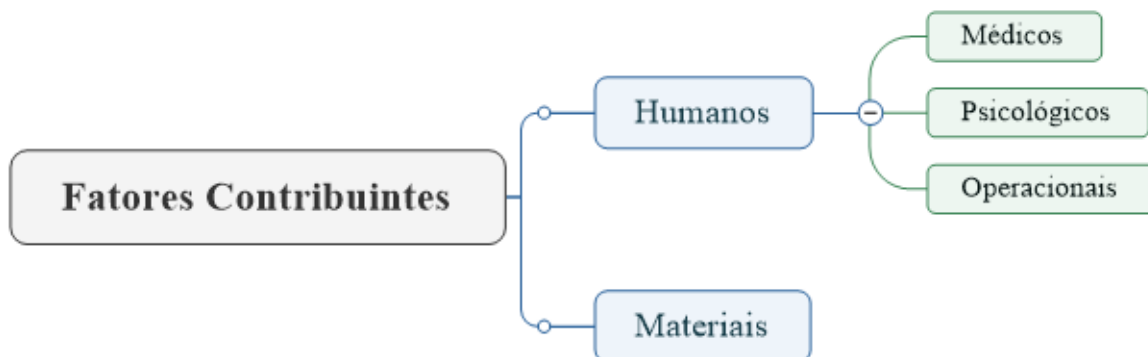 Fatores Contribuintes
Humanos
Médicos
Psicológicos
Operacionais
Materiais